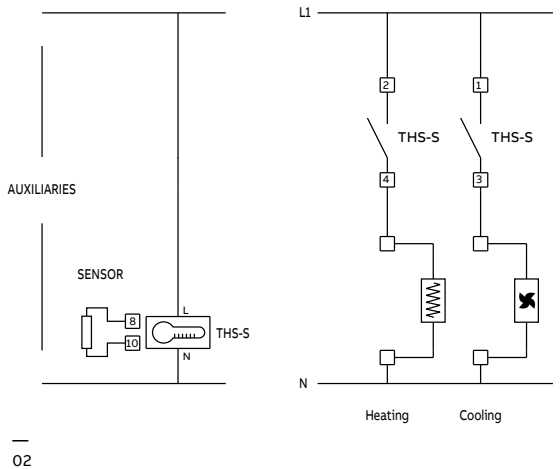 L1
2
1
THS-S
THS-S
4
3
AUXILIARIES
SENSOR
L
8
THS-S
10
N
N
Heating
Cooling
02